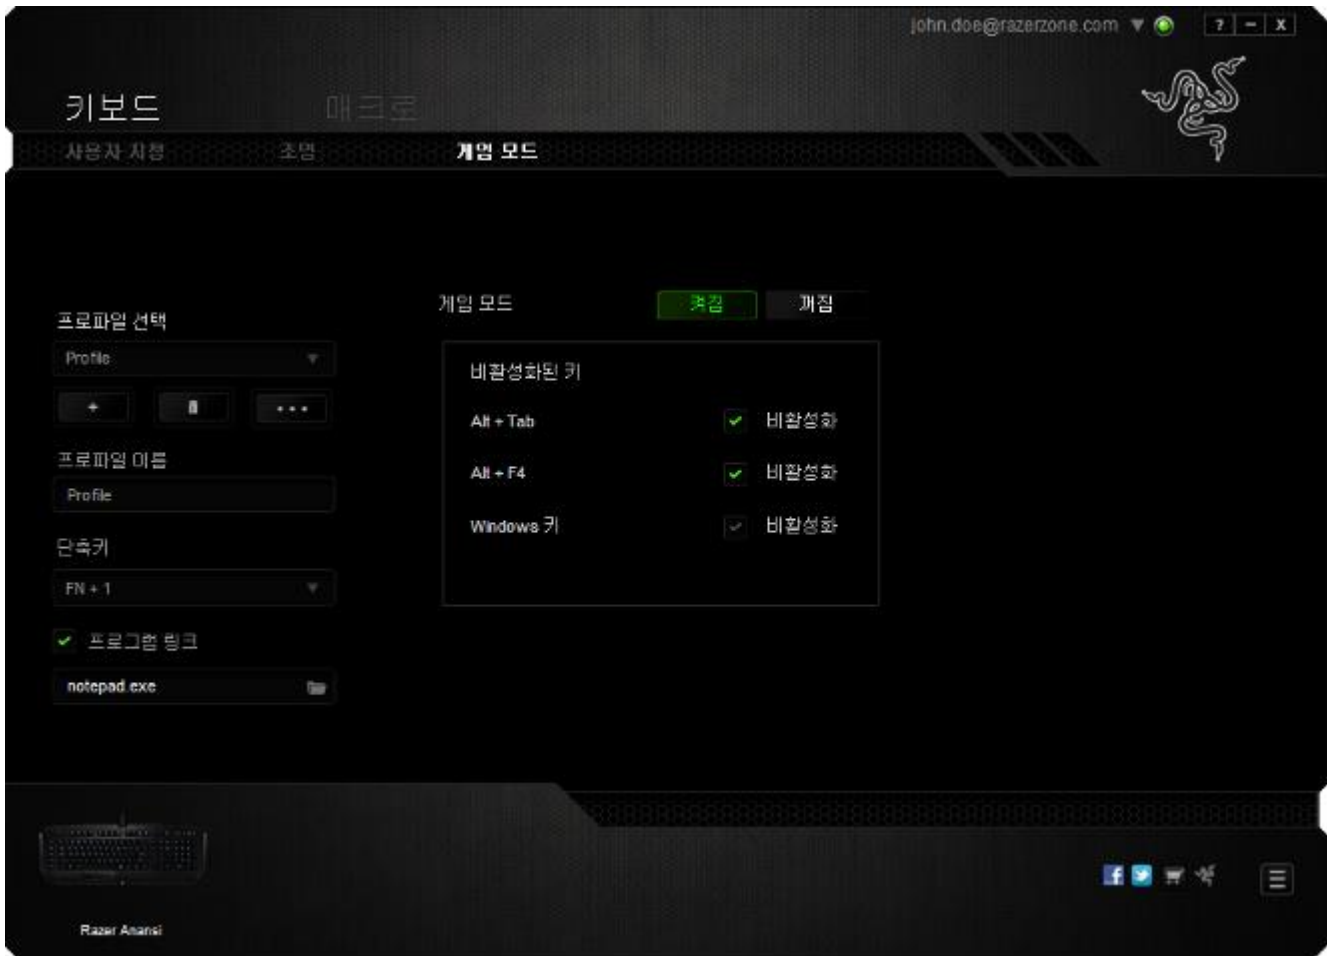 john.doe@razerzone.com
? – X
키보드 매크로
사용자 지정 조명 게임 모드
프로파일 선택
Profile
+
프로파일 이름
Profile
단축키
FN + 1
프로그램 링크
notepad.exe
게임 모드 켜짐 꺼짐
비활성화된 키
Alt + Tab 비활성화
Alt + F4 비활성화
Windows 키 비활성화
Razer Anansi